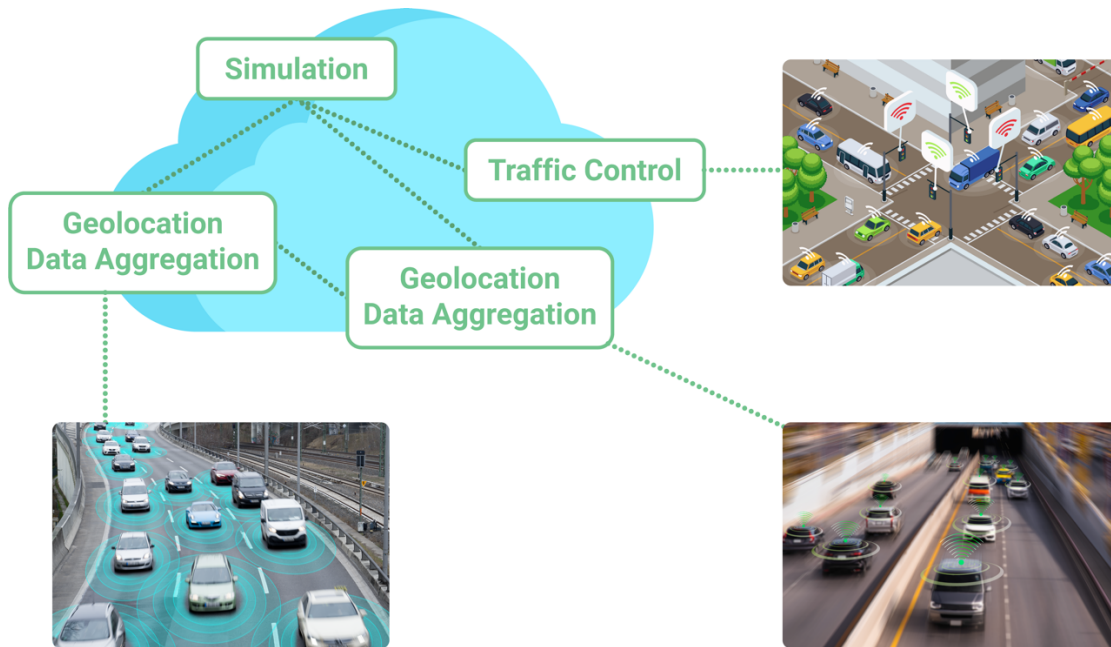 Simulation
Traffic Control
Geolocation
Data Aggregation
Geolocation
Data Aggregation